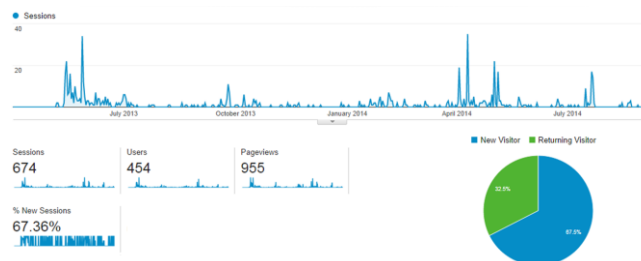 Sessions
40
20
July 2013 October 2013 January 2014 April 2014 July 2014
New Visitor Returning Visitor
Sessions Users Pageviews
674 454 955
% New Sessions
67.36%
32.5%
67.5%